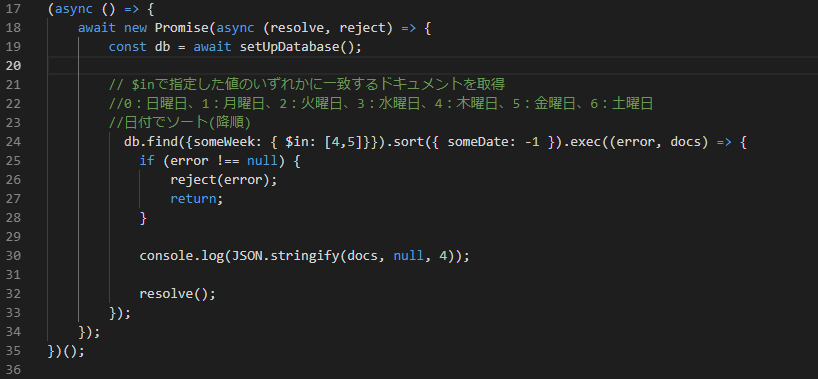 17 (async () => {
18     await new Promise(async (resolve, reject) => {
19         const db = await setUpDatabase();
20
21         // $inで指定した値のいずれかに一致するドキュメントを取得
22         //0：日曜日、1：月曜日、2：火曜日、3：水曜日、4：木曜日、5：金曜日、6：土曜日
23         //日付でソート(降順)
24           db.find({someWeek: { $in: [4,5]}}).sort({ someDate: -1 }).exec((error, docs) => {
25             if (error !== null) {
26                 reject(error);
27                 return;
28             }
29
30             console.log(JSON.stringify(docs, null, 4));
31
32             resolve();
33         });
34     });
35 })();
36